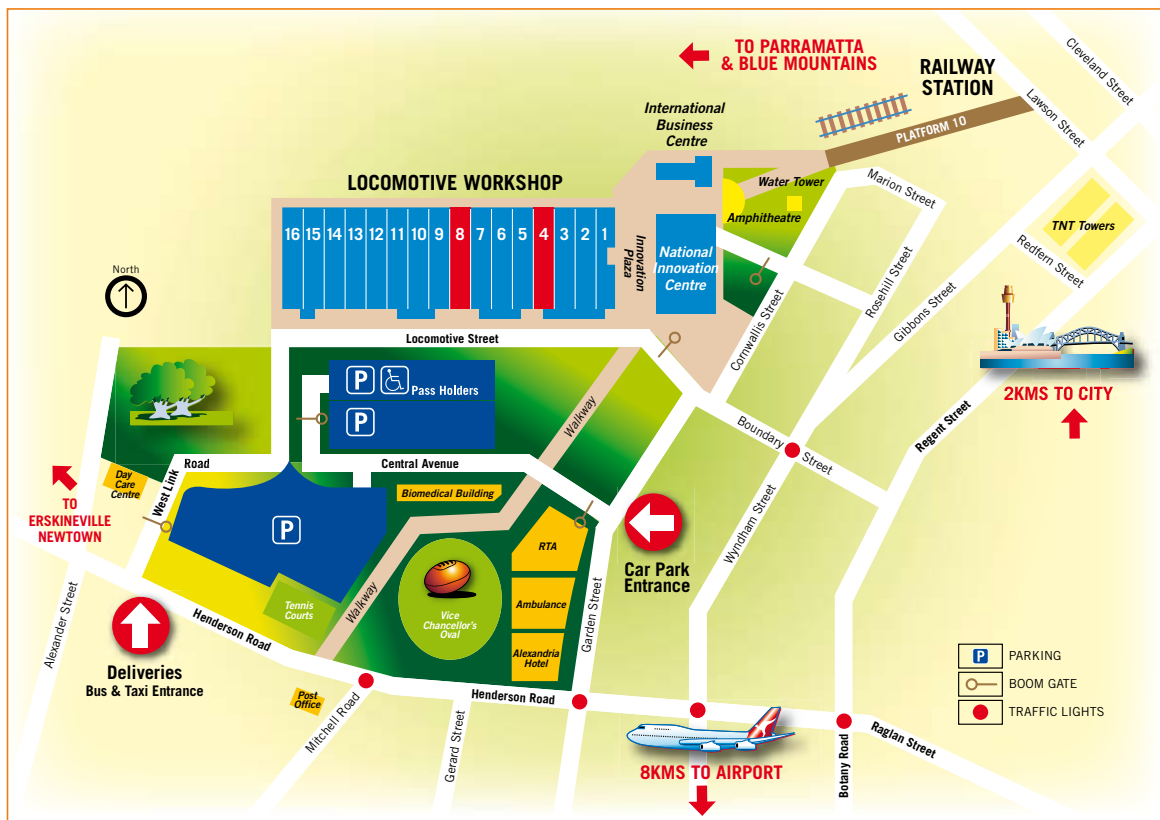 TO PARRAMATTA
& BLUE MOUNTAINS
RAILWAY
STATION
Cleveland Street
Lawson Street
PLATFORM 10
International
Business
Centre
LOCOMOTIVE WORKSHOP
Water Tower
Amphitheatre
Marion Street
TNT Towers
Redfern Street
16 15 14 13 12 11 10 9 8 7 6 5 4 3 2 1
Innovation
Plaza
National
Innovation
Centre
Rosehill Street
Gibbons Street
Cornwallis Street
North
Locomotive Street
2KMS TO CITY
P
Pass Holders
P
Walkway
Boundary
Street
Regent Street
Road
Central Avenue
West Link
Day
Care
Centre
TO
ERSKINEVILLE
NEWTOWN
Biomedical Building
P
RTA
Car Park
Entrance
Wyndham Street
Walkway
Vice
Chancellor's
Oval
Ambulance
Alexandria
Hotel
Garden Street
Tennis
Courts
Alexander Street
Henderson Road
Deliveries
Bus & Taxi Entrance
Post
Office
Mitchell Road
Henderson Road
Gerard Street
8KMS TO AIRPORT
Botany Road
Raglan Street
P PARKING
BOOM GATE
TRAFFIC LIGHTS